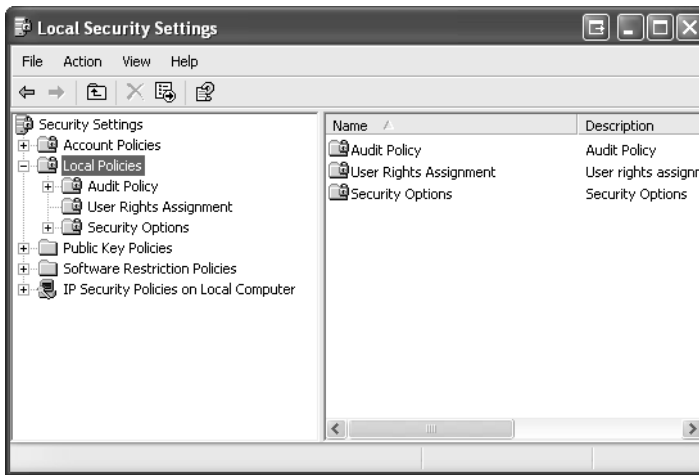 Local Security Settings
File Action View Help
Security Settings
Account Policies
Local Policies
Audit Policy
User Rights Assignment
Security Options
Public Key Policies
Software Restriction Policies
IP Security Policies on Local Computer
Name Description
Audit Policy Audit Policy
User Rights Assignment User rights assignr
Security Options Security Options